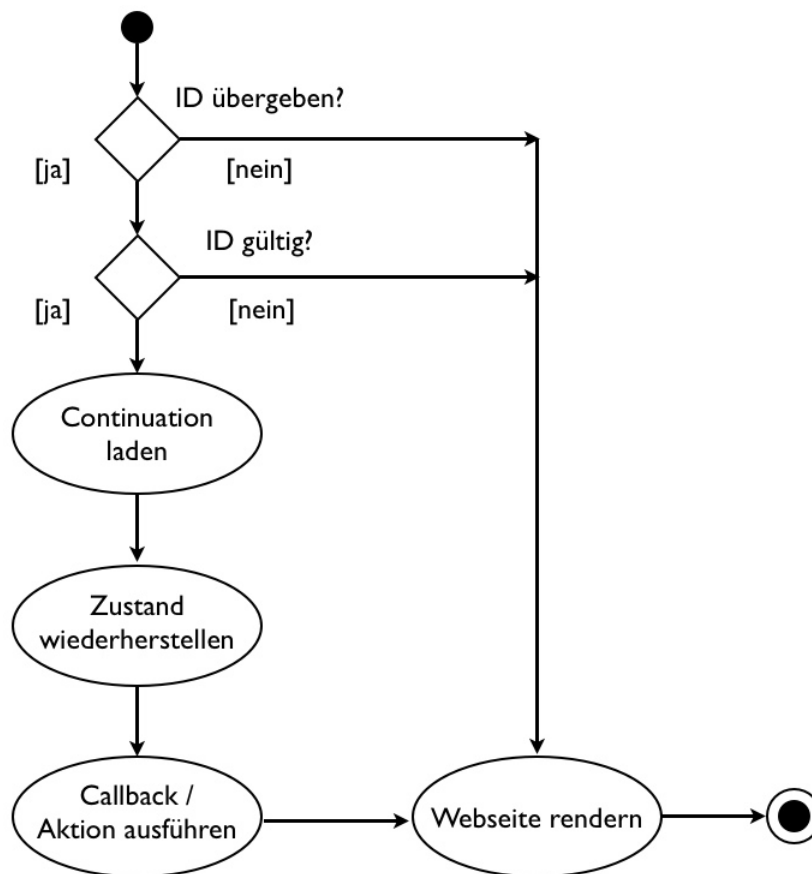 ID übergeben?
[ja]
[nein]
ID gültig?
[ja]
[nein]
Continuation
laden
Zustand
wiederherstellen
Callback /
Aktion ausführen
Webseite rendern